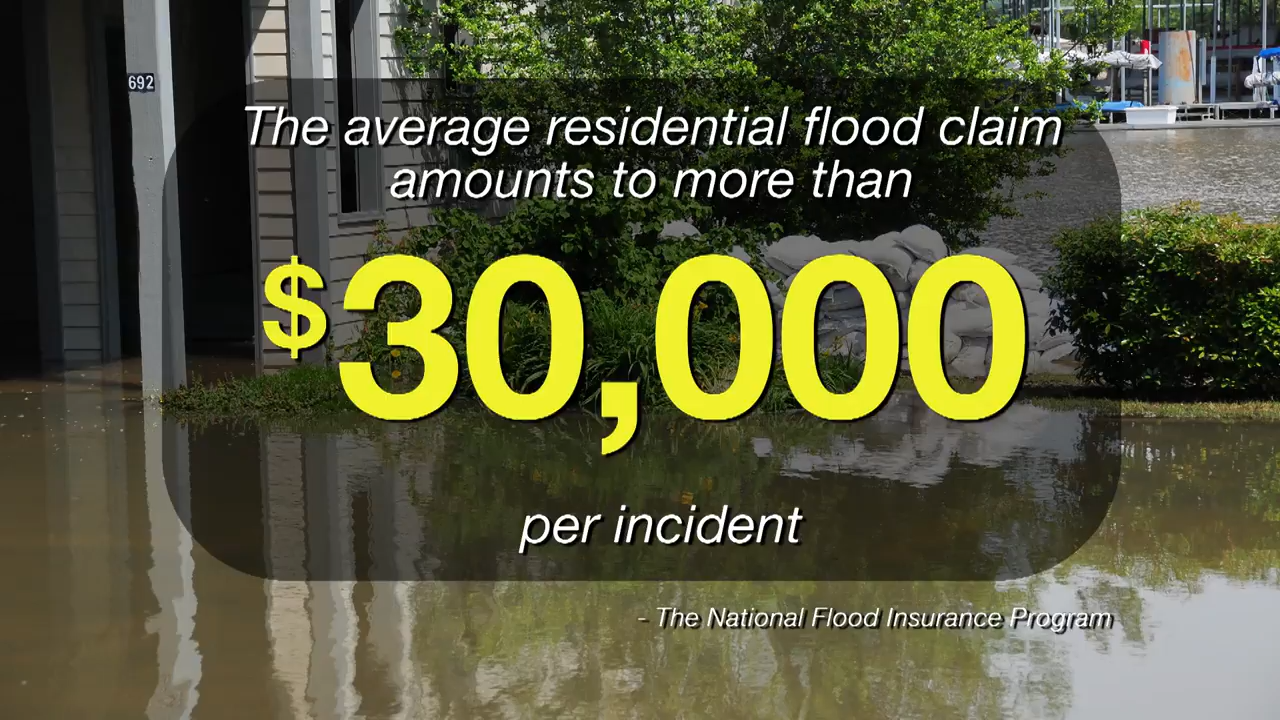 692
The average residential flood claim
amounts to more than
$30,000
per incident
- The National Flood Insurance Program